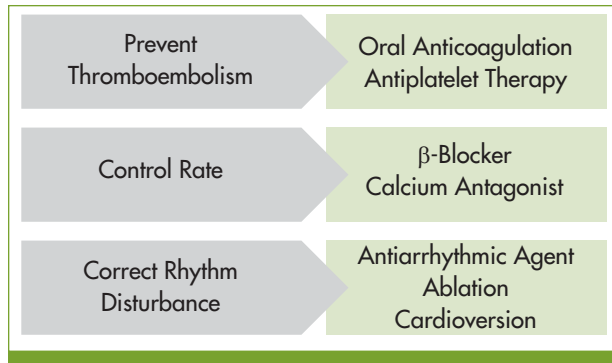 Prevent
Thromboembolism
Oral Anticoagulation
Antiplatelet Therapy
Control Rate
β-Blocker
Calcium Antagonist
Correct Rhythm
Disturbance
Antiarrhythmic Agent
Ablation
Cardioversion